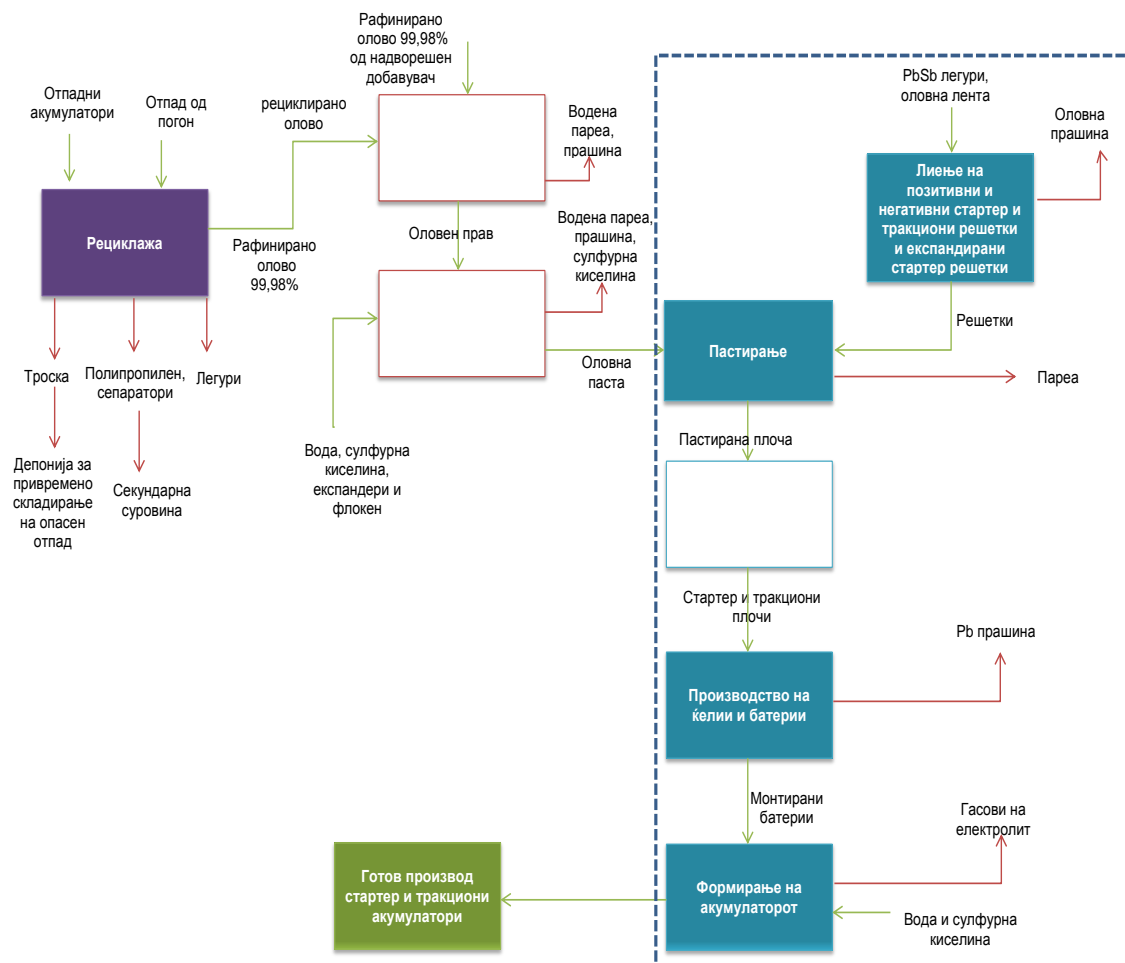 Рафинирано
олово 99,98%
од надворешен
добавувач
Отпадни
акумулатори
Отпад од
погон
рециклирано
олово
Водена
пареа,
прашина
PbSb легури,
оловна лента
Оловна
прашина
Рециклажа
Рафинирано
олово
99,98%
Оловен прав
Водена пареа,
прашина,
сулфурна
киселина
Лиење на
позитивни и
негативни стартер и
тракциони решетки
и експандирани
стартер решетки
Решетки
Троска
Полипропилен,
сепаратори
Легури
Оловна
паста
Пастирање
Пареа
Депонија за
привремено
складирање
на опасен
отпад
Секундарна
суровина
Вода, сулфурна
киселина,
експандери и
флокен
Пастирана плоча
Стартер и тракциони
плочи
Pb прашина
Производство на
ќелии и батерии
Монтирани
батерии
Гасови на
електролит
Готов производ
стартер и тракциони
акумулатори
Формирање на
акумулаторот
Вода и сулфурна
киселина